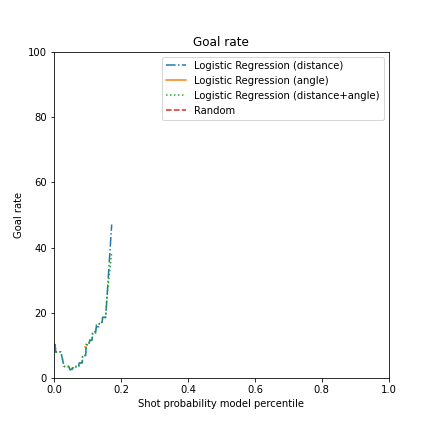 Goal rate
100
80
60
40
20
0
Goal rate
Logistic Regression (distance)
Logistic Regression (angle)
Logistic Regression (distance+angle)
Random
0.0 0.2 0.4 0.6 0.8 1.0
Shot probability model percentile